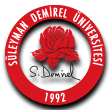 SÜLEYMAN DEMİREL ÜNİVERSİTESİ
S. Demirel
1992